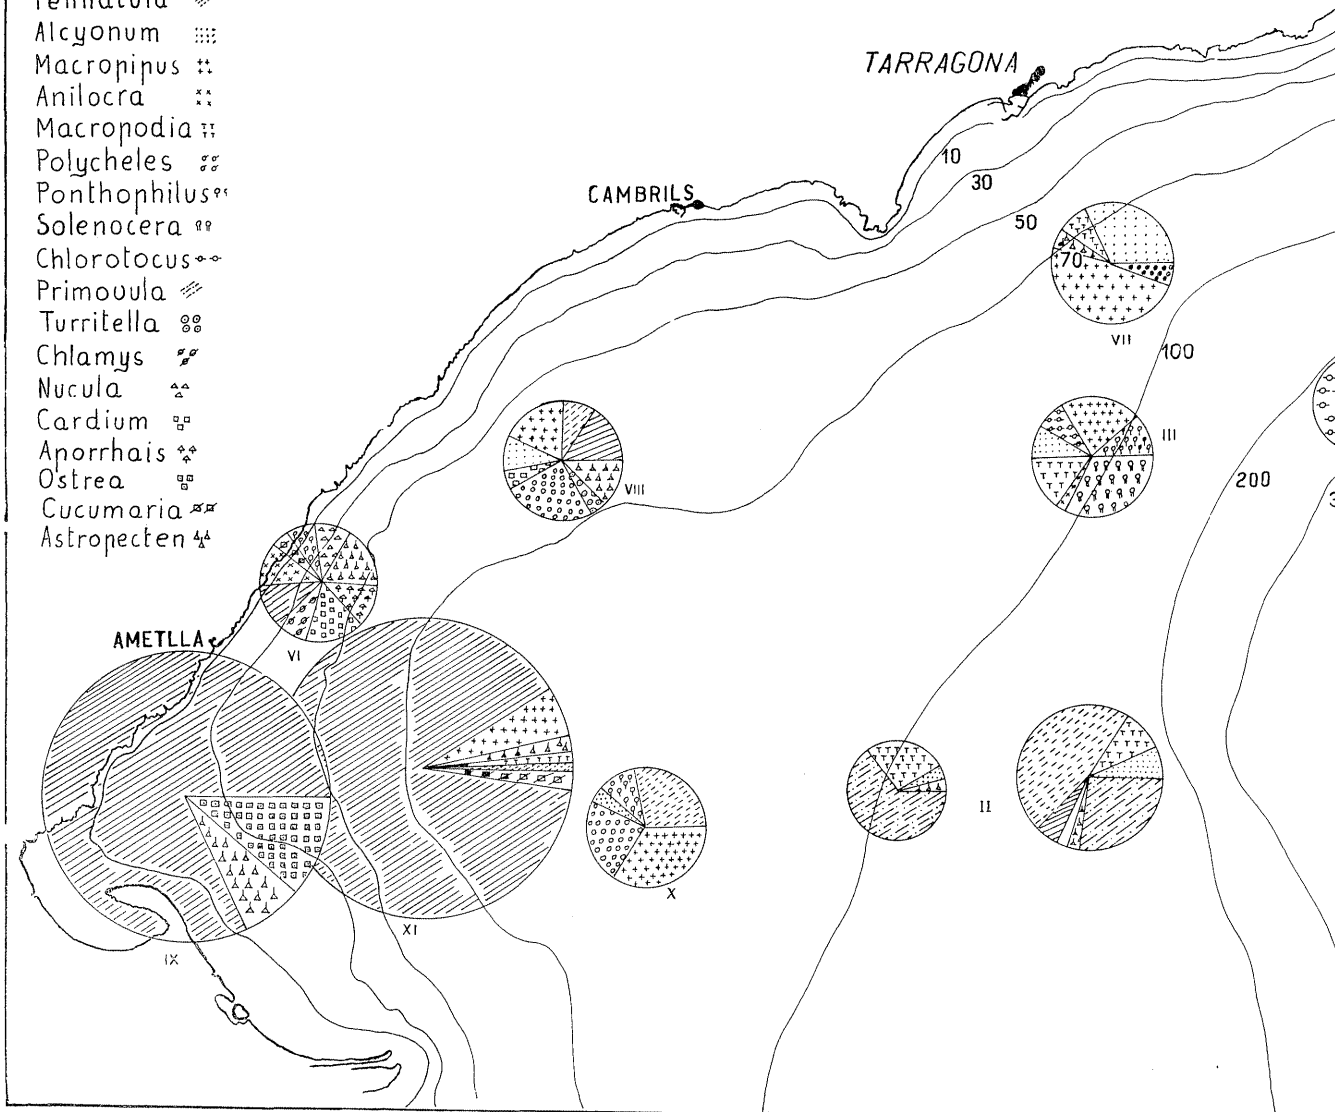 Pennatula
Alcyonum
Macropipus
Anilocra
Macropodia
Polycheles
Ponthophilus
Solenocera
Chlorotocus
Primovula
Turritella
Chlamys
Nucula
Cardium
Aporrhais
Ostrea
Cucumaria
Astropecten
TARRAGONA
CAMBRILS
AMETLLA
10
30
50
70
100
200
VII
III
VIII
VI
II
X
XI
IX